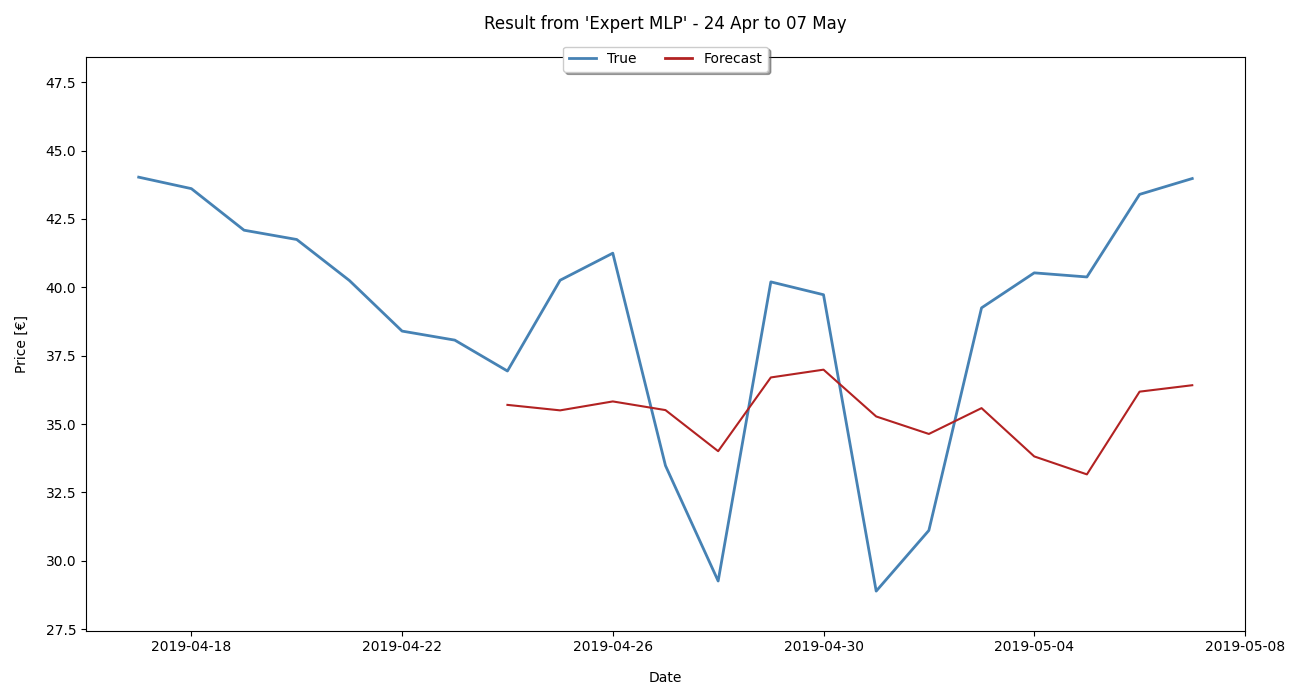 Result from 'Expert MLP' - 24 Apr to 07 May
True Forecast
47.5
45.0
42.5
40.0
37.5
35.0
32.5
30.0
27.5
Price [€]
2019-04-18 2019-04-22 2019-04-26 2019-04-30 2019-05-04 2019-05-08
Date